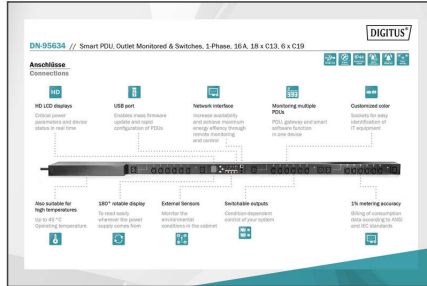 DIGITUS®
DN-95634 // Smart PDU, Outlet Monitored & Switches, 1-Phase, 16 A, 18 x C13, 6 x C19
Anschlüsse
Connections
HD
HD LCD displays
Critical power
parameters and device
status in real time
USB port
Enables mass firmware
update and rapid
configuration of PDUs
Network interface
Increase availability
and achieve maximum
energy efficacy through
remote monitoring
and control
Monitoring multiple
PDUs
PDU, gateway and smart
software function
in one device
Customized color
Sockets for easy
identification of
IT equipment
Also suitable for
high temperatures
Up to 45 °C
Operating temperature
180° rotable display
To read easily
wherever the power
supply comes from
External Sensors
Monitor the
environmental
conditions in the cabinet
Switchable outputs
Condition-dependent
control of your system
1% metering accuracy
Billing of consumption
data according to ANSI
and IEC standards